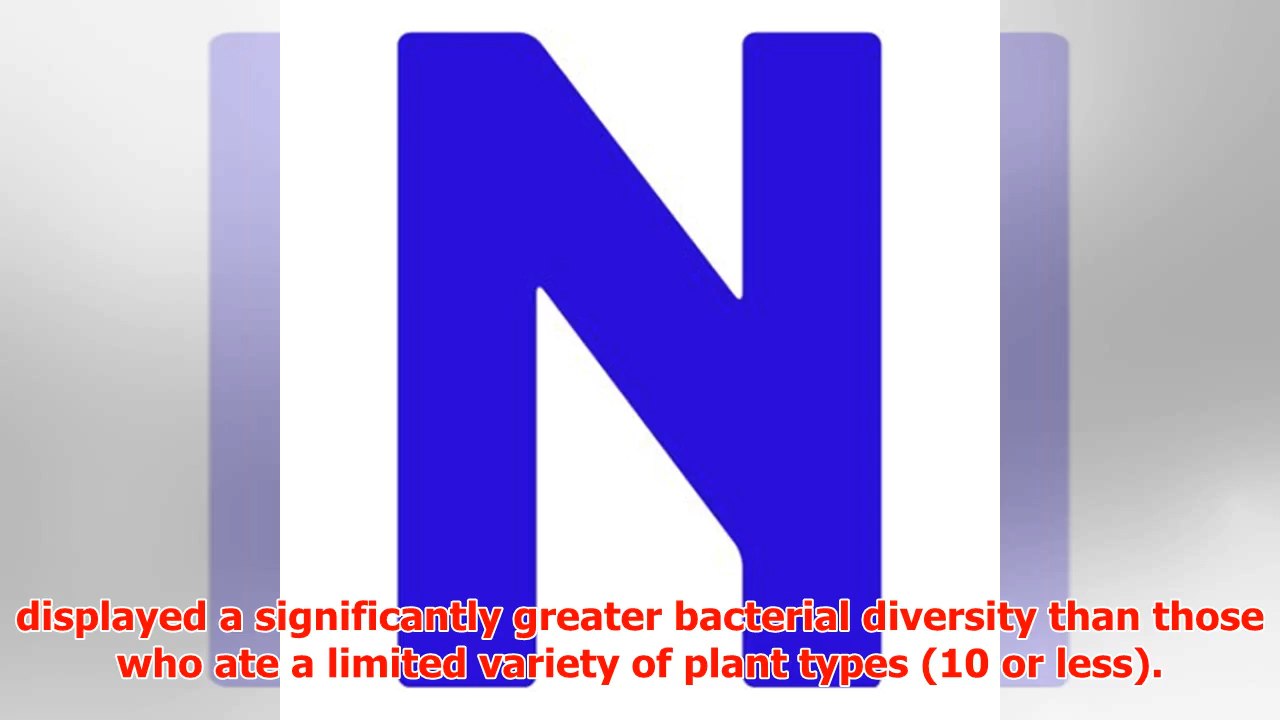 N
displayed a significantly greater bacterial diversity than those
who ate a limited variety of plant types (10 or less).